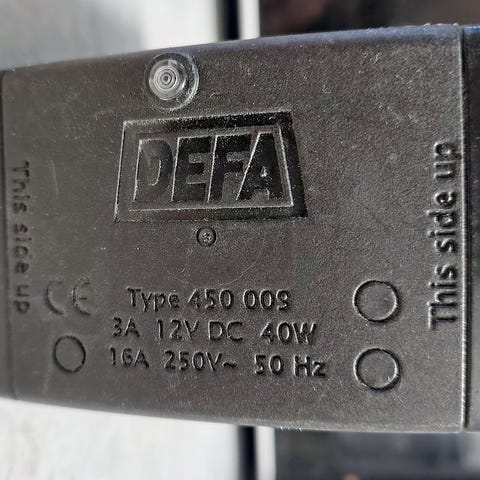 DEFA
This side up
This side up
CE
Type 450 009
3A 12V DC 40W
16A 250V~ 50 Hz